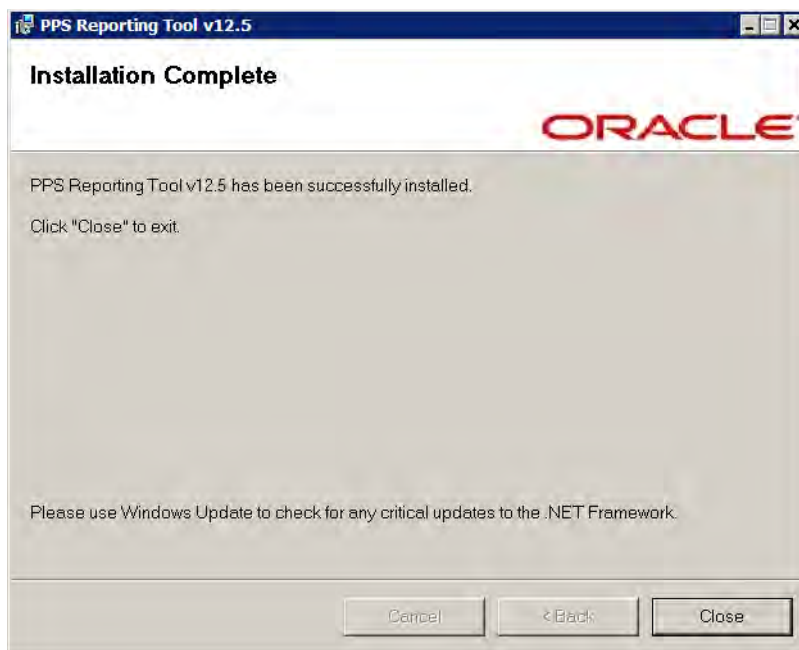 PPS Reporting Tool v12.5
Installation Complete
ORACLE
PPS Reporting Tool v12.5 has been successfully installed.
Click "Close" to exit.
Please use Windows Update to check for any critical updates to the .NET Framework.
Cancel
< Back
Close